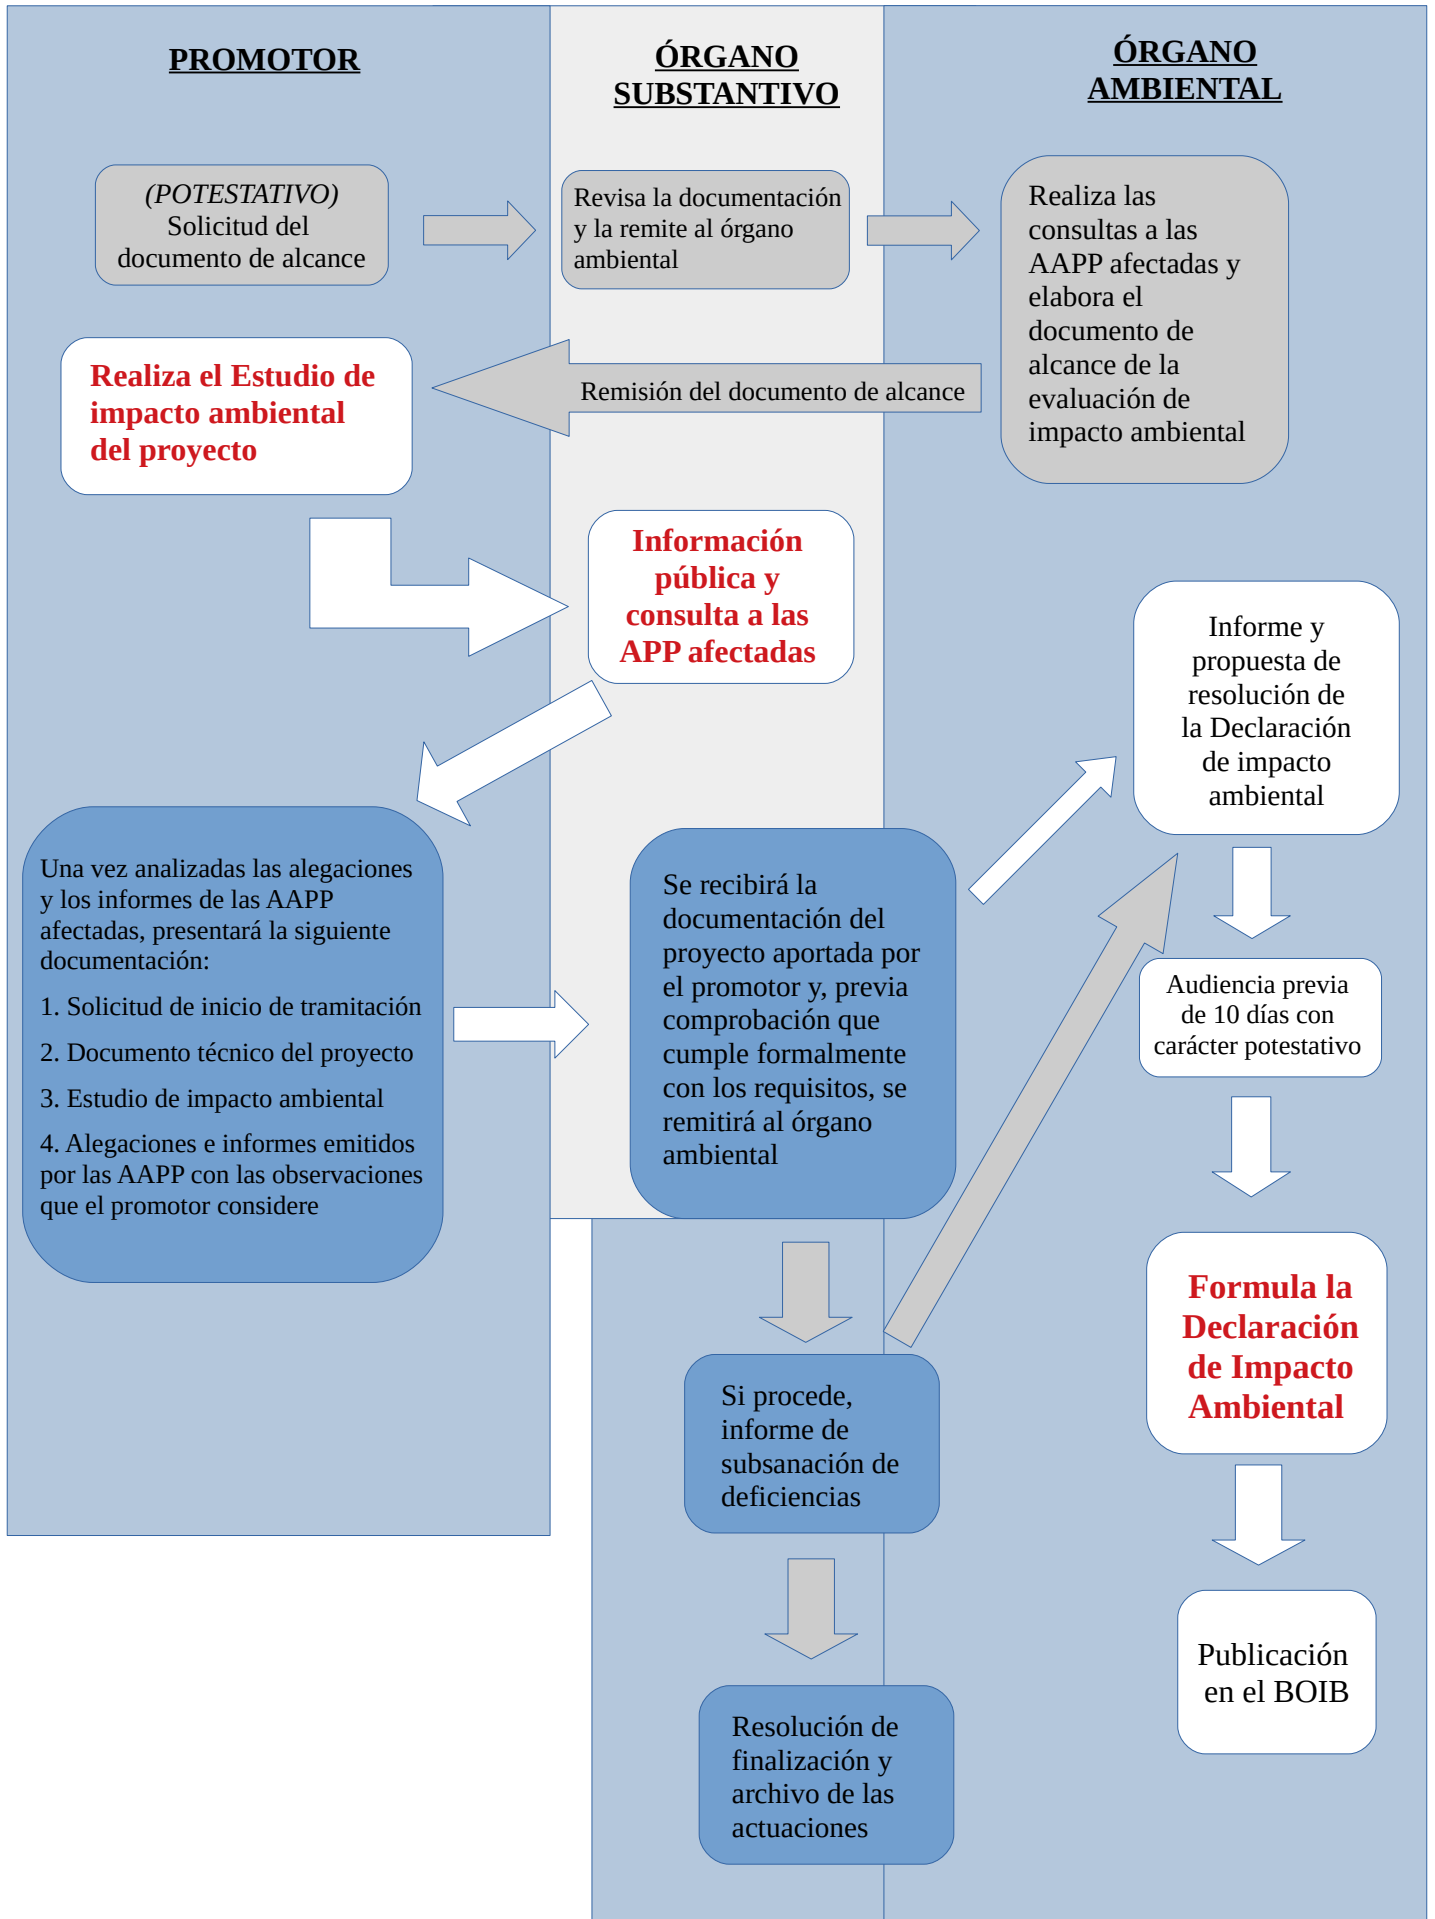 PROMOTOR
ÓRGANO
SUBSTANTIVO
ÓRGANO
AMBIENTAL
(POTESTATIVO)
Solicitud del
documento de alcance
Revisa la documentación
y la remite al órgano
ambiental
Realiza las
consultas a las
AAPP afectadas y
elabora el
documento de
alcance de la
evaluación de
impacto ambiental
Remisión del documento de alcance
Realiza el Estudio de
impacto ambiental
del proyecto
Información
pública y
consulta a las
APP afectadas
Una vez analizadas las alegaciones
y los informes de las AAPP
afectadas, presentará la siguiente
documentación:
1. Solicitud de inicio de tramitación
2. Documento técnico del proyecto
3. Estudio de impacto ambiental
4. Alegaciones e informes emitidos
por las AAPP con las observaciones
que el promotor considere
Se recibirá la
documentación del
proyecto aportada por
el promotor y, previa
comprobación que
cumple formalmente
con los requisitos, se
remitirá al órgano
ambiental
Informe y
propuesta de
resolución de
la Declaración
de impacto
ambiental
Audiencia previa
de 10 días con
carácter potestativo
Formula la
Declaración
de Impacto
Ambiental
Publicación
en el BOIB
Si procede,
informe de
subsanación de
deficiencias
Resolución de
finalización y
archivo de las
actuaciones